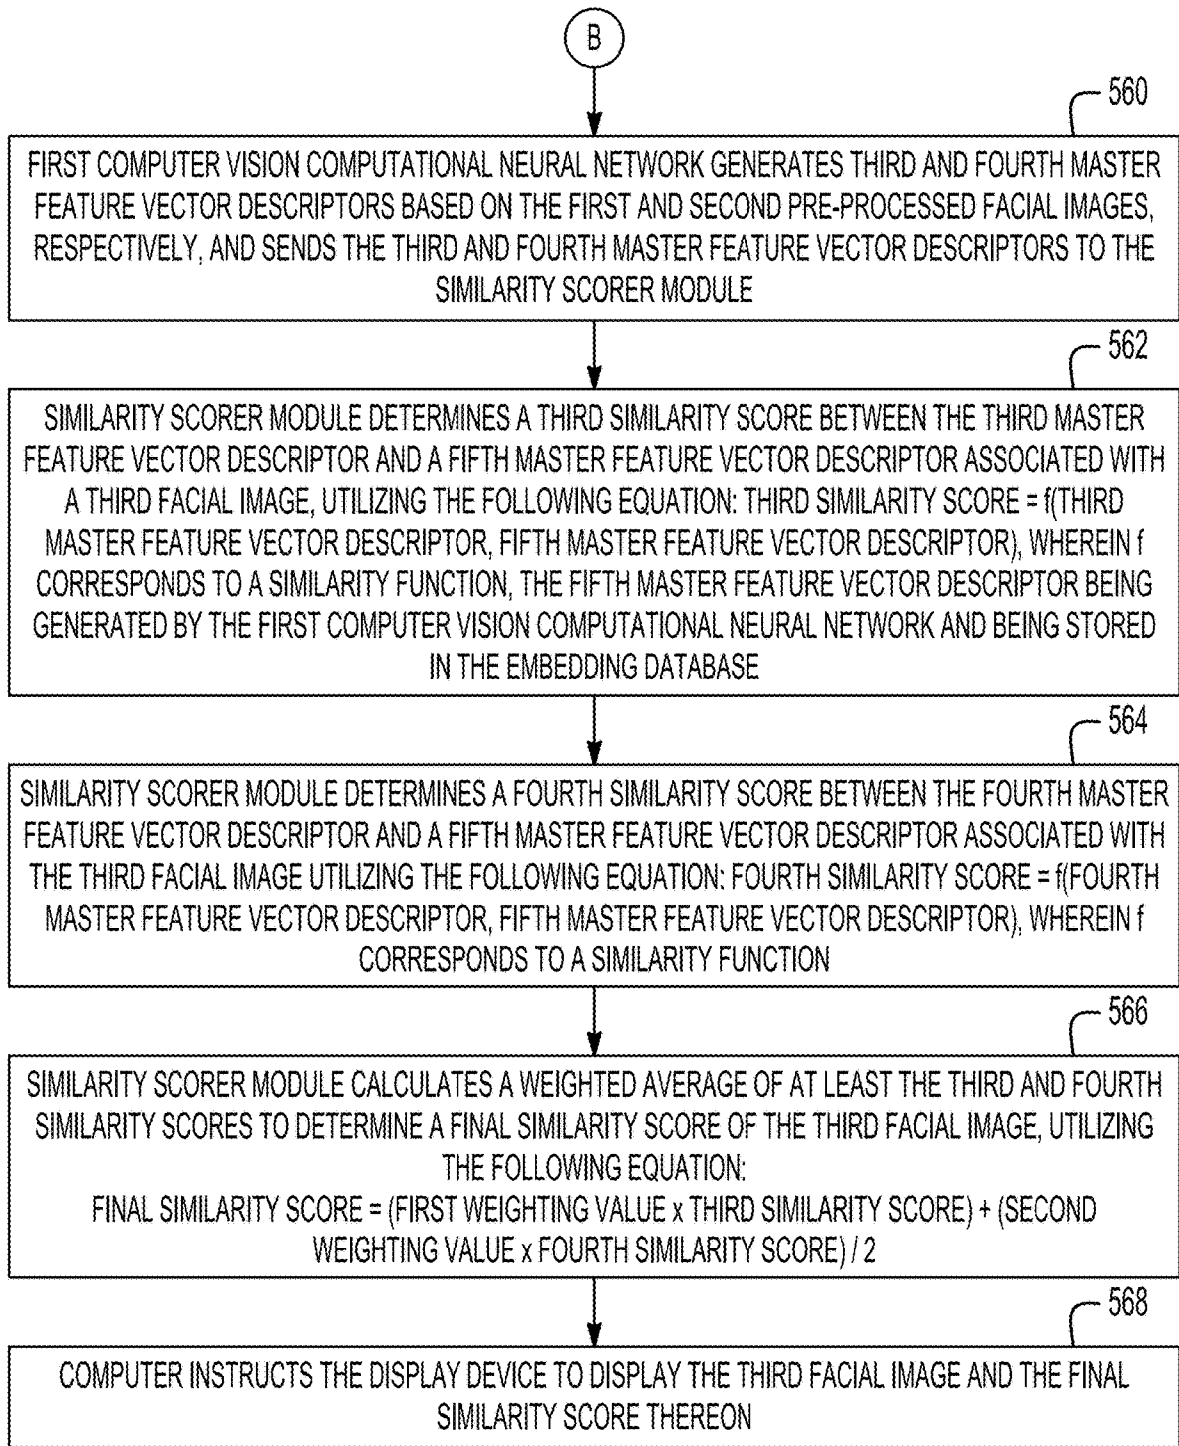 B
560
FIRST COMPUTER VISION COMPUTATIONAL NEURAL NETWORK GENERATES THIRD AND FOURTH MASTER
FEATURE VECTOR DESCRIPTORS BASED ON THE FIRST AND SECOND PRE-PROCESSED FACIAL IMAGES,
RESPECTIVELY, AND SENDS THE THIRD AND FOURTH MASTER FEATURE VECTOR DESCRIPTORS TO THE
SIMILARITY SCORER MODULE
562
SIMILARITY SCORER MODULE DETERMINES A THIRD SIMILARITY SCORE BETWEEN THE THIRD MASTER
FEATURE VECTOR DESCRIPTOR AND A FIFTH MASTER FEATURE VECTOR DESCRIPTOR ASSOCIATED WITH
A THIRD FACIAL IMAGE, UTILIZING THE FOLLOWING EQUATION: THIRD SIMILARITY SCORE = f(THIRD
MASTER FEATURE VECTOR DESCRIPTOR, FIFTH MASTER FEATURE VECTOR DESCRIPTOR), WHEREIN f
CORRESPONDS TO A SIMILARITY FUNCTION, THE FIFTH MASTER FEATURE VECTOR DESCRIPTOR BEING
GENERATED BY THE FIRST COMPUTER VISION COMPUTATIONAL NEURAL NETWORK AND BEING STORED
IN THE EMBEDDING DATABASE
564
SIMILARITY SCORER MODULE DETERMINES A FOURTH SIMILARITY SCORE BETWEEN THE FOURTH MASTER
FEATURE VECTOR DESCRIPTOR AND A FIFTH MASTER FEATURE VECTOR DESCRIPTOR ASSOCIATED WITH
THE THIRD FACIAL IMAGE UTILIZING THE FOLLOWING EQUATION: FOURTH SIMILARITY SCORE = f(FOURTH
MASTER FEATURE VECTOR DESCRIPTOR, FIFTH MASTER FEATURE VECTOR DESCRIPTOR), WHEREIN f
CORRESPONDS TO A SIMILARITY FUNCTION
566
SIMILARITY SCORER MODULE CALCULATES A WEIGHTED AVERAGE OF AT LEAST THE THIRD AND FOURTH
SIMILARITY SCORES TO DETERMINE A FINAL SIMILARITY SCORE OF THE THIRD FACIAL IMAGE, UTILIZING
THE FOLLOWING EQUATION:
FINAL SIMILARITY SCORE = (FIRST WEIGHTING VALUE x THIRD SIMILARITY SCORE) + (SECOND
WEIGHTING VALUE x FOURTH SIMILARITY SCORE) / 2
568
COMPUTER INSTRUCTS THE DISPLAY DEVICE TO DISPLAY THE THIRD FACIAL IMAGE AND THE FINAL
SIMILARITY SCORE THEREON